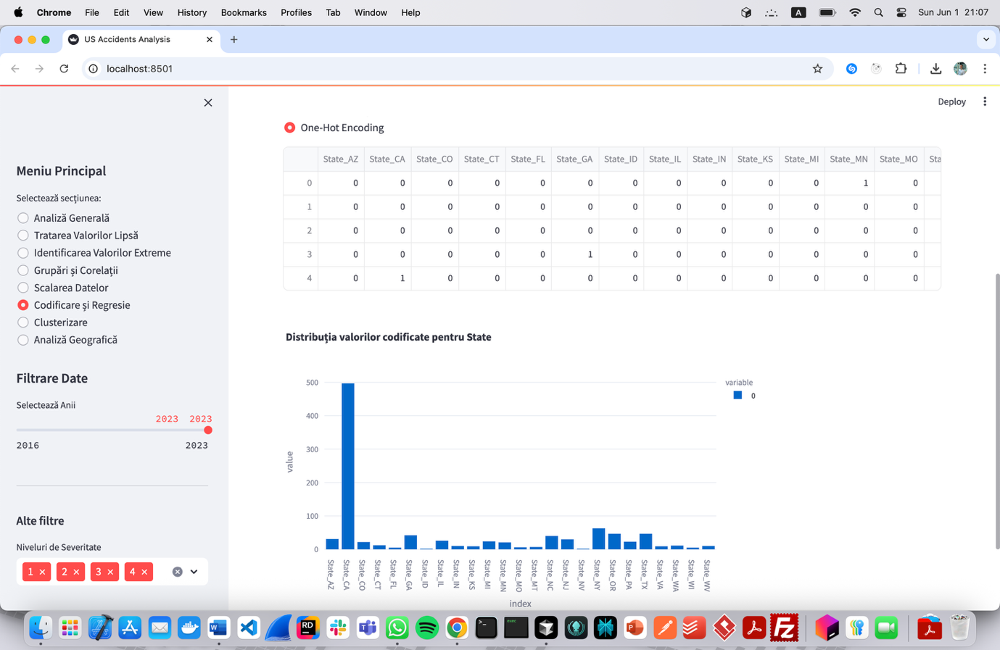 Chrome File Edit View History Bookmarks Profiles Tab Window Help A Sun Jun 1 21:07
US Accidents Analysis
localhost:8501
Deploy
Meniu Principal
Selectează secțiunea:
Analiză Generală
Tratarea Valorilor Lipsă
Identificarea Valorilor Extreme
Grupări și Corelații
Scalarea Datelor
Codificare și Regresie
Clusterizare
Analiză Geografică
Filtrare Date
Selectează Anii
2023 2023
2016 2023
Alte filtre
Niveluri de Severitate
1 × 2 × 3 × 4 ×
One-Hot Encoding
State_AZ State_CA State_CO State_CT State_FL State_GA State_ID State_IL State_IN State_KS State_MI State_MN State_MO Sta
0 0 0 0 0 0 0 0 0 0 0 0 1 0
1 0 0 0 0 0 0 0 0 0 0 0 0 0
2 0 0 0 0 0 0 0 0 0 0 0 0 0
3 0 0 0 0 0 1 0 0 0 0 0 0 0
4 0 1 0 0 0 0 0 0 0 0 0 0 0
Distribuția valorilor codificate pentru State
variable
0
500
400
300
200
100
0
value
State_AZ State_CA State_CO State_CT State_FL State_GA State_ID State_IL State_IN State_KS State_MI State_MN State_MO State_MT State_NC State_NJ State_NV State_NY State_OR State_PA State_TX State_VA State_WA State_WI State_WV
index